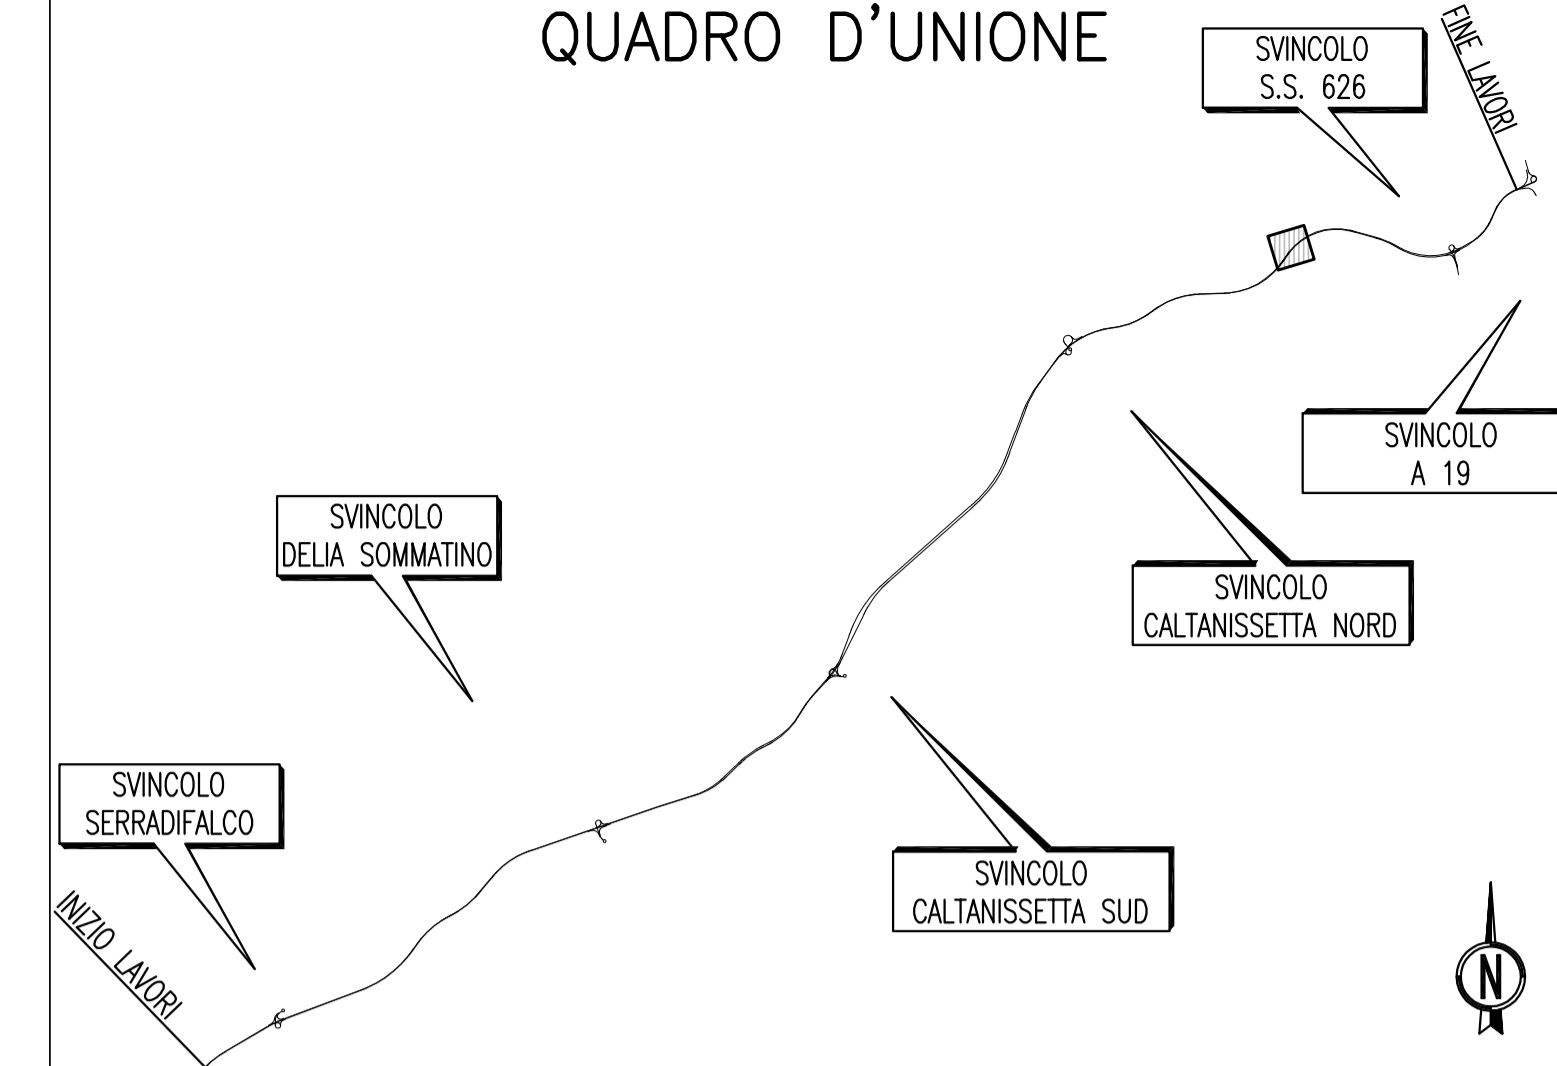 QUADRO D'UNIONE
SVINCOLO
S.S. 626
FINE LAVORI
SVINCOLO
A 19
SVINCOLO
DELIA SOMMATINO
SVINCOLO
CALTANISSETTA NORD
SVINCOLO
SERRADIFALCO
SVINCOLO
CALTANISSETTA SUD
INIZIO LAVORI
N